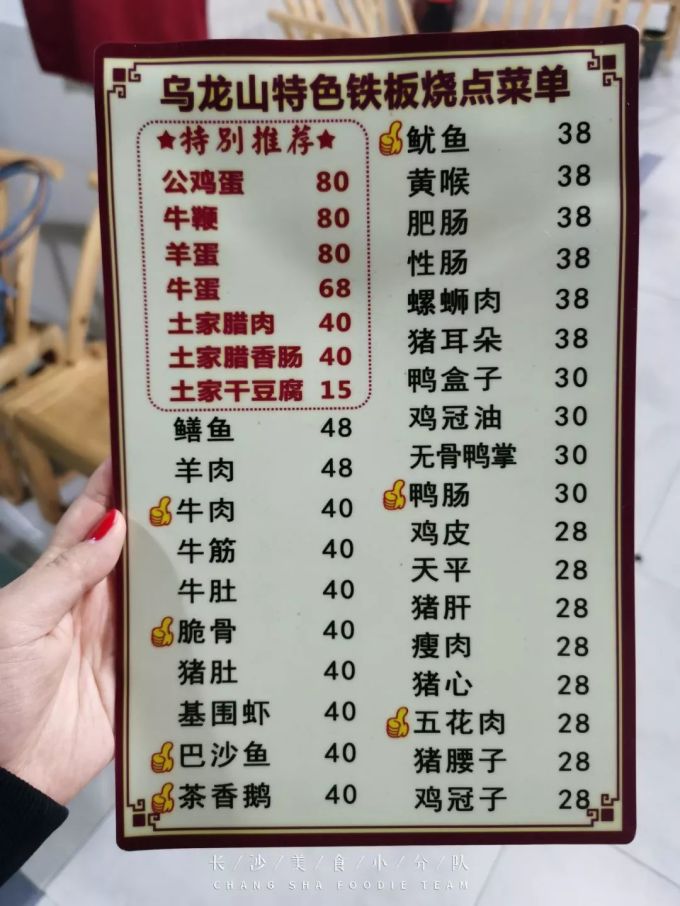 乌龙山特色铁板烧点菜单
★特别推荐★
公鸡蛋 80
牛鞭 80
羊蛋 80
牛蛋 68
土家腊肉 40
土家腊香肠 40
土家干豆腐 15
鳝鱼 48
羊肉 48
牛肉 40
牛筋 40
牛肚 40
脆骨 40
猪肚 40
基围虾 40
巴沙鱼 40
茶香鹅 40
鱿鱼 38
黄喉 38
肥肠 38
性肠 38
螺蛳肉 38
猪耳朵 38
鸭盒子 30
鸡冠油 30
无骨鸭掌 30
鸭肠 30
鸡皮 28
天平 28
猪肝 28
瘦肉 28
猪心 28
五花肉 28
猪腰子 28
鸡冠子 28
长/沙/美/食/小/分/队
CHANG SHA FOODIE TEAM